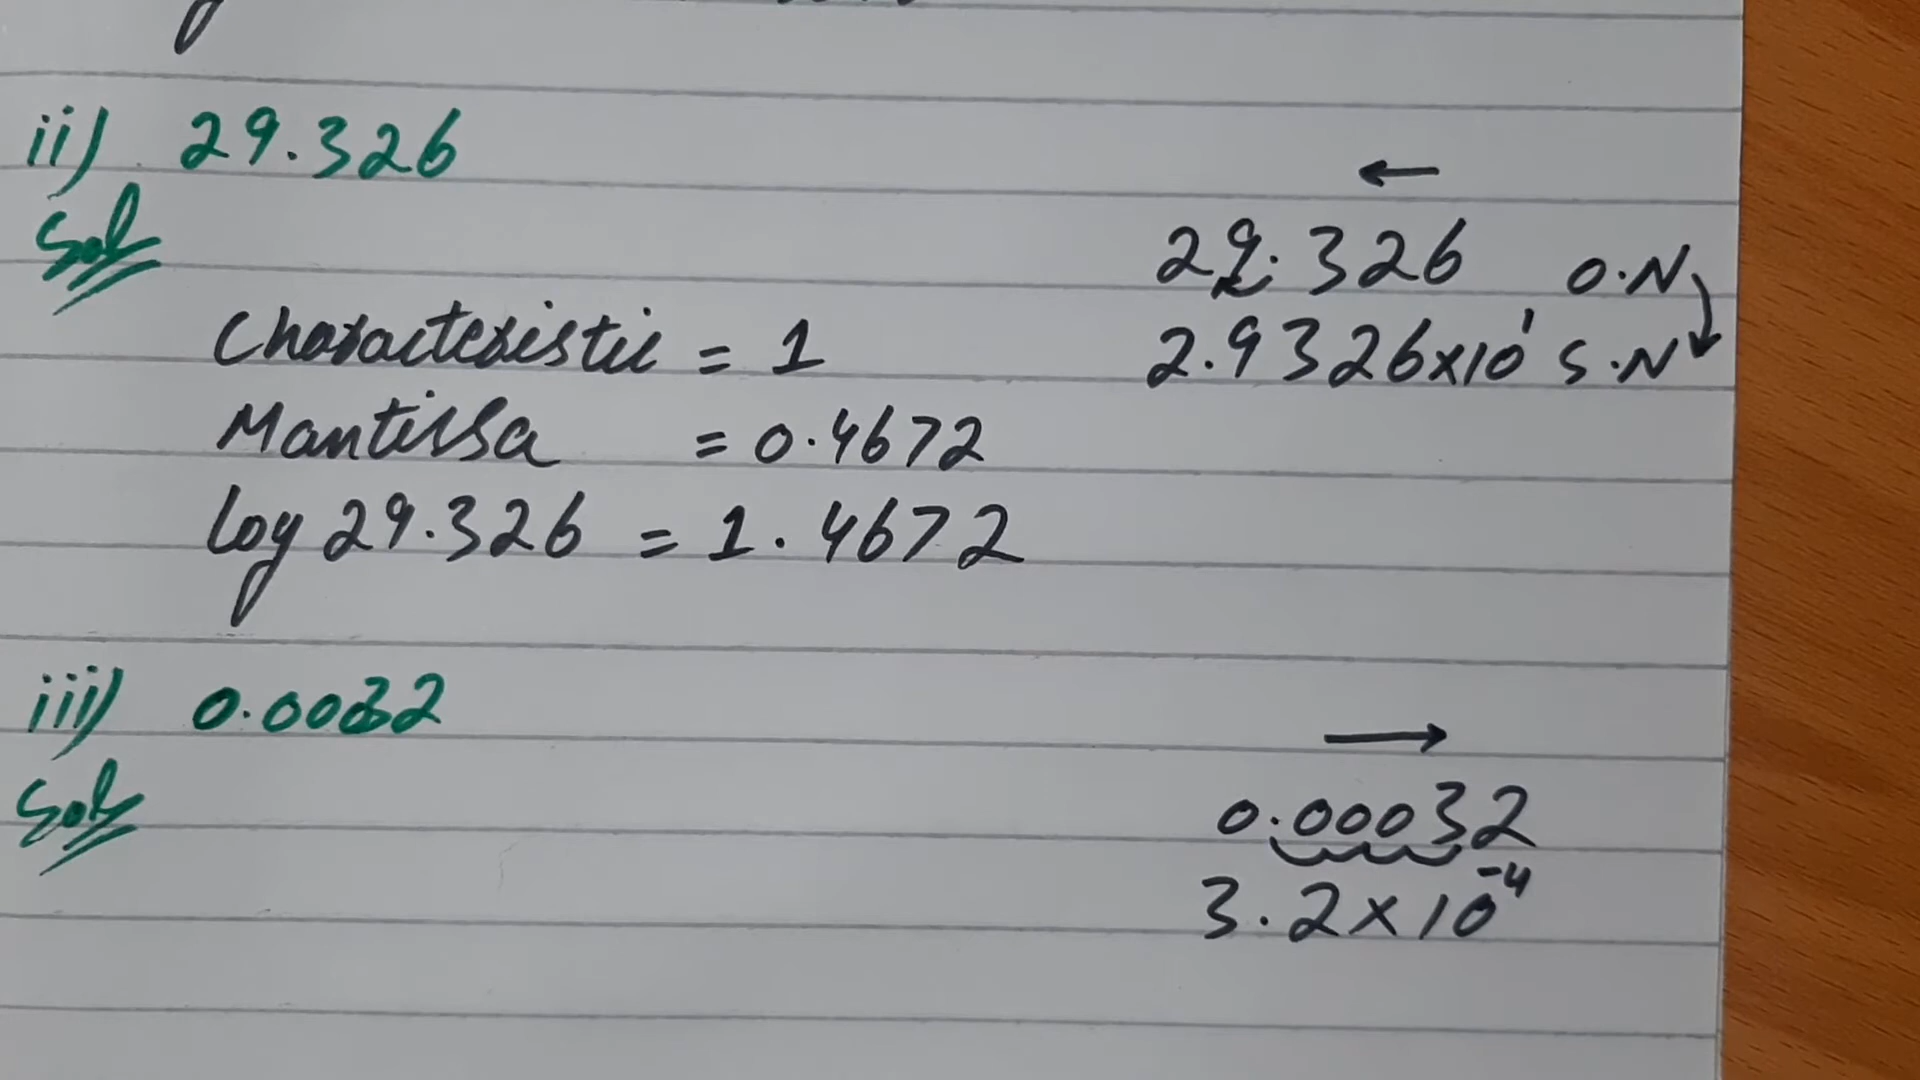 ii) 29.326
Sol
←
29.326 O.N
Characteristic = 1
2.9326×10¹ S.N
Mantissa = 0.4672
log 29.326 = 1.4672
iii) 0.0032
Sol
→
0.00032
3.2×10⁻⁴